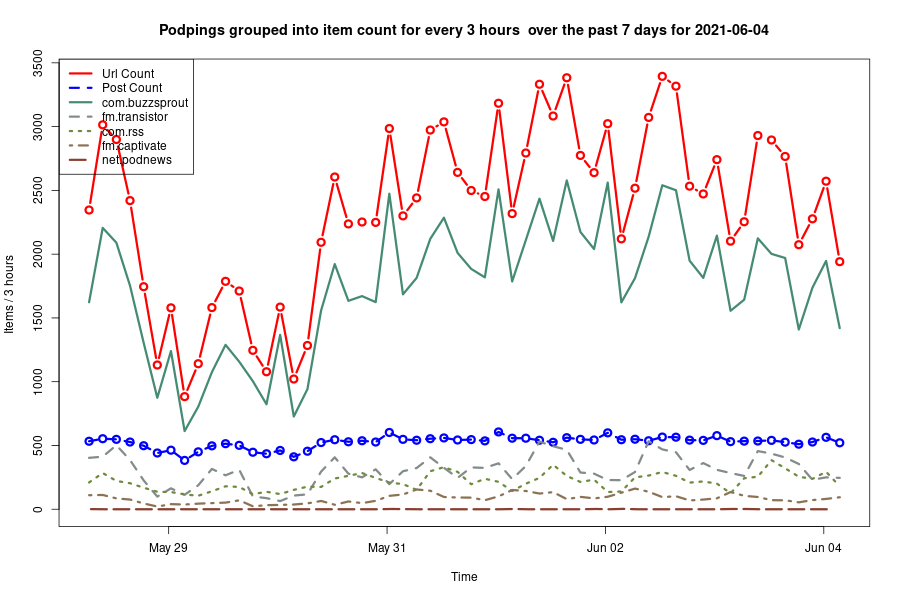 Podpings grouped into item count for every 3 hours  over the past 7 days for 2021-06-04
Items / 3 hours
3500
3000
2500
2000
1500
1000
500
0
Url Count
Post Count
com.buzzsprout
fm.transistor
com.rss
fm.captivate
net.podnews
May 29
May 31
Jun 02
Jun 04
Time